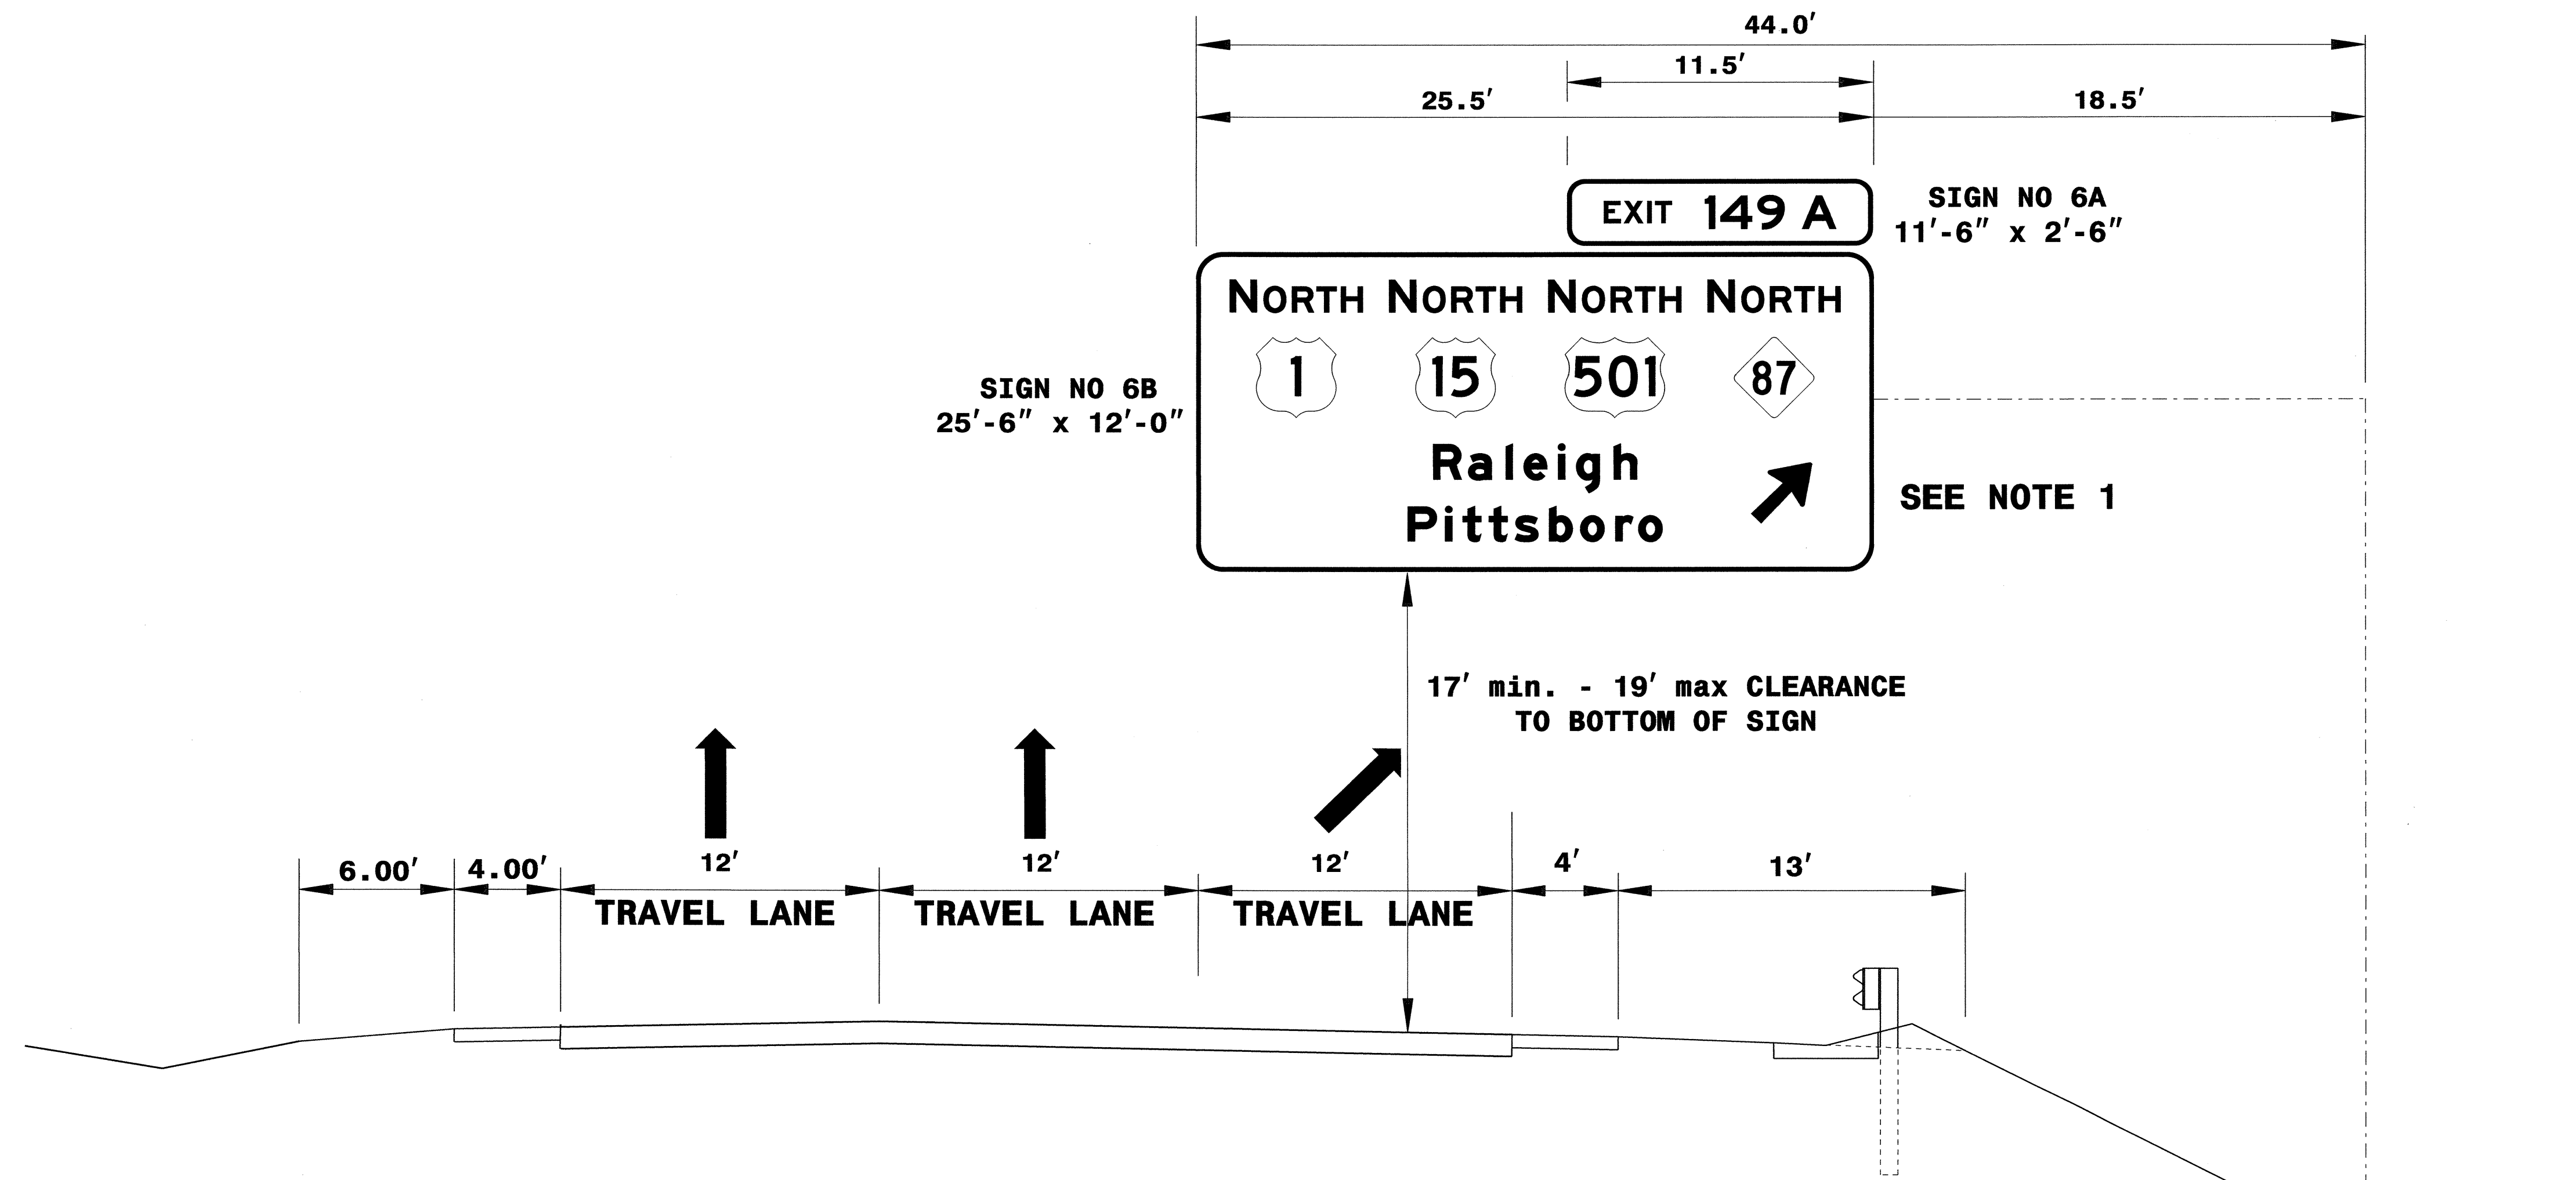 44.0'
11.5'
25.5'
18.5'
EXIT 149 A
SIGN NO 6A
11'-6" x 2'-6"
NORTH NORTH NORTH NORTH
1 15 501 87
SIGN NO 6B
25'-6" x 12'-0"
Raleigh
Pittsboro
SEE NOTE 1
17' min. - 19' max CLEARANCE
TO BOTTOM OF SIGN
6.00' 4.00' 12' 12' 12' 4' 13'
TRAVEL LANE TRAVEL LANE TRAVEL LANE